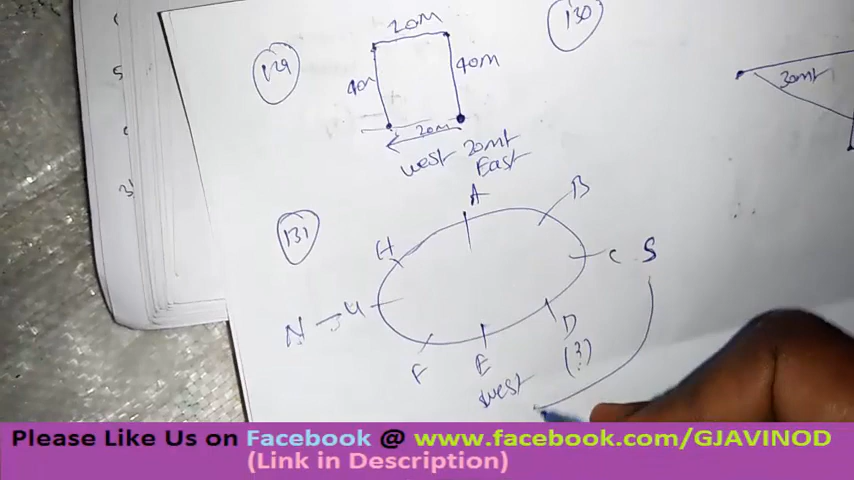 129
20m
40m
40m
20m
west 20mt
East
130
30mt
131
A
B
H
C
S
N
D
(?)
E
F
west
Please Like Us on Facebook @ www.facebook.com/GJAVINOD
(Link in Description)